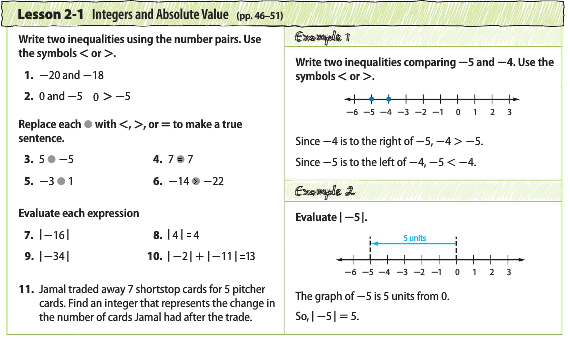 Lesson 2-1 Integers and Absolute Value (pp. 46–51)
Write two inequalities using the number pairs. Use
the symbols < or >.
1. −20 and −18
2. 0 and −5 0 > −5
Replace each ● with <, >, or = to make a true
sentence.
3. 5 ● −5
4. 7 = 7
5. −3 ● 1
6. −14 ● −22
Evaluate each expression
7. |−16|
8. |4| = 4
9. |−34|
10. |−2| + |−11| =13
11. Jamal traded away 7 shortstop cards for 5 pitcher
cards. Find an integer that represents the change in
the number of cards Jamal had after the trade.
Example 1
Write two inequalities comparing −5 and −4. Use the
symbols < or >.
−6 −5 −4 −3 −2 −1 0 1 2 3
Since −4 is to the right of −5, −4 > −5.
Since −5 is to the left of −4, −5 < −4.
Example 2
Evaluate |−5|.
5 units
−6 −5 −4 −3 −2 −1 0 1 2 3
The graph of −5 is 5 units from 0.
So, |−5| = 5.